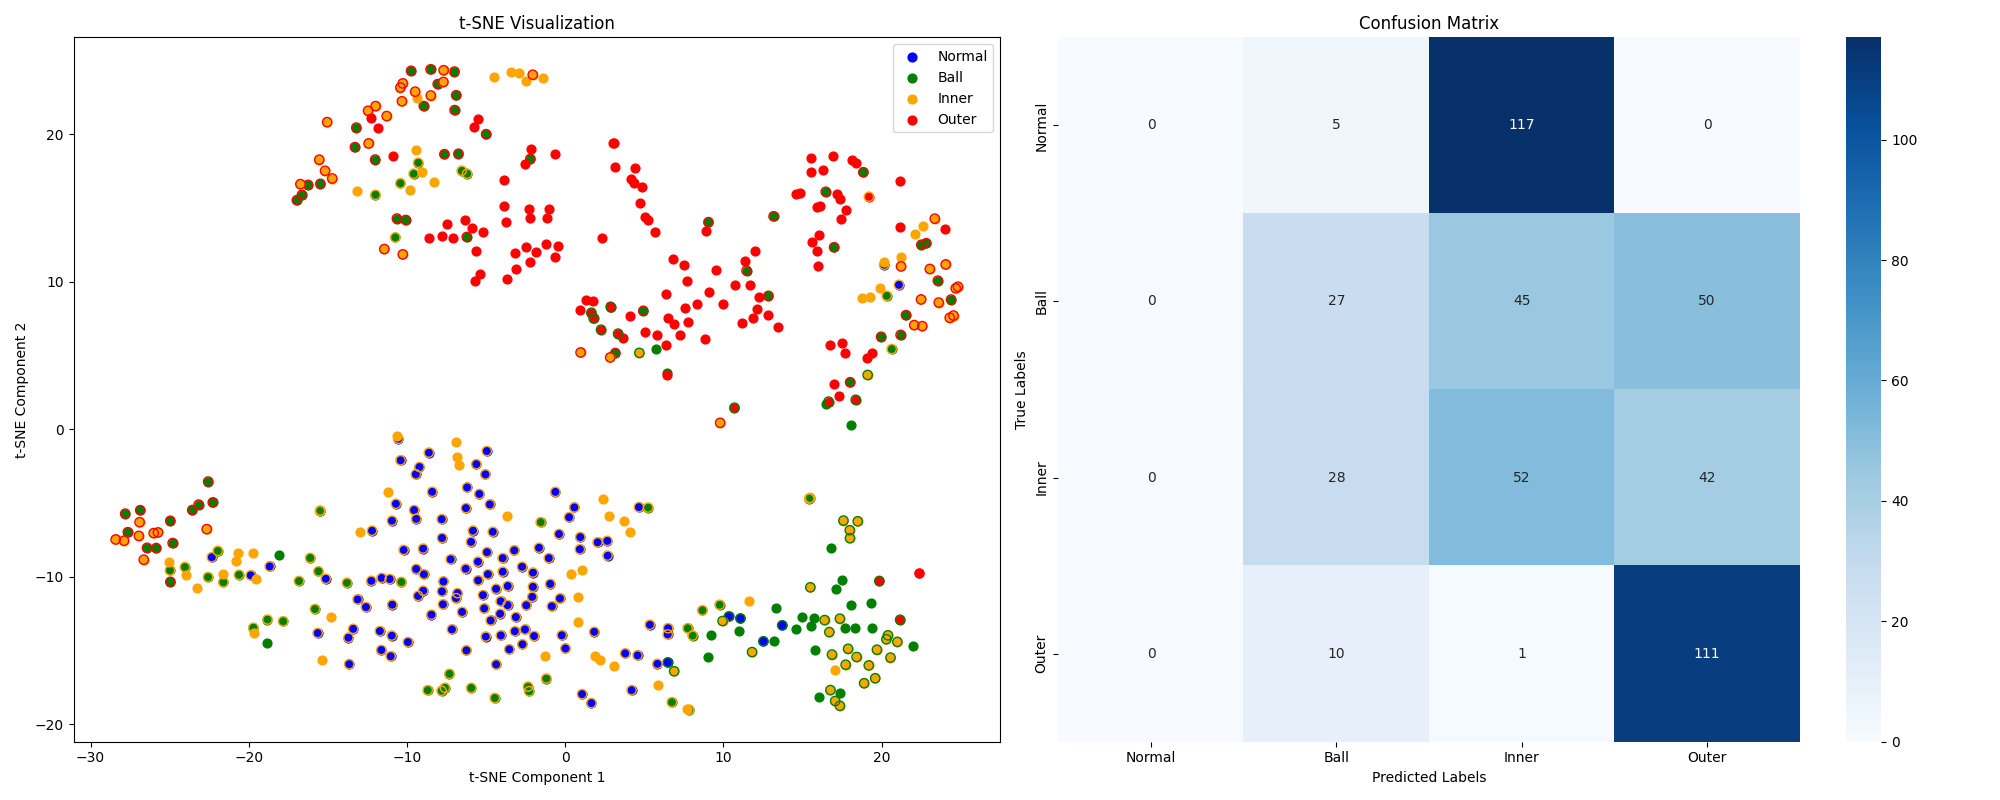 t-SNE Visualization
Normal
Ball
Inner
Outer
20
10
0
−10
−20
t-SNE Component 2
−30
−20
−10
0
10
20
t-SNE Component 1
Confusion Matrix
True Labels
Normal
0
5
117
0
Ball
0
27
45
50
Inner
0
28
52
42
Outer
0
10
1
111
Normal
Ball
Inner
Outer
Predicted Labels
100
80
60
40
20
0